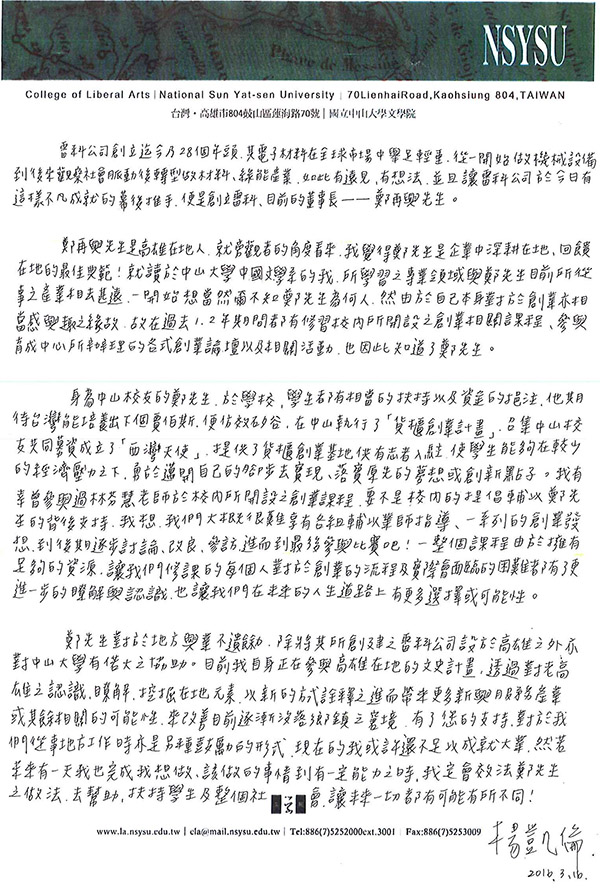 NSYSU
College of Liberal Arts | National Sun Yat-sen University | 70LienhaiRoad,Kaohsiung 804,TAIWAN
台灣・高雄市804鼓山區蓮海路70號 | 國立中山大學文學院
雷科公司創立迄今乃28個年頭，其電子材料在全球市場中舉足輕重，從一開始做機械設備
到後來觀察社會脈動後轉型做材料、綠能產業，如此有遠見、有想法，並且讓雷科公司於今日有
這樣不凡成就的幕後推手，便是創立雷科、目前的董事長——鄭再興先生。
鄭再興先生是高雄在地人，就旁觀者的角度看來，我覺得鄭先生是企業中深耕在地、回饋
在地的最佳典範！就讀於中山大學中國文學系的我，所學習之專業領域與鄭先生目前所從
事之產業相去甚遠，一開始想當然爾不知鄭先生為何人，然由於自己本身對於創業亦相
當感興趣之緣故，故在過去1、2年期間都有修習校內所開設之創業相關課程、參與
育成中心所辦理的各式創業論壇以及相關活動，也因此知道了鄭先生。
身為中山校友的鄭先生，於學校、學生都有相當的扶持以及資金的挹注，他期
待台灣能培養出下個賈伯斯，便仿效矽谷，在中山執行了「貨櫃創業計畫」，召集中山校
友共同募資成立了「西灣天使」，提供了貨櫃創業基地供有志者入駐，使學生能夠在較少
的經濟壓力之下，勇於邁開自己的腳步去實現、落實原先的夢想或創新點子。我有
幸曾參與過林芬慧老師於校內所開設之創業課程，要不是校內的提倡輔以鄭先
生的背後支持，我想，我們大概很難享有各組輔以業師指導、一系列的創業發
想，到後期逐步討論、改良、參訪，進而到最後參與比賽吧！一整個課程由於擁有
足夠的資源，讓我們修課的每個人對於創業的流程及實際會面臨的困難都有了更
進一步的瞭解與認識，也讓我們在未來的人生道路上有更多選擇或可能性。
鄭先生對於地方興業不遺餘力，除將其所創建之雷科公司設於高雄之外亦
對中山大學有偌大之協助。目前我自身正在參與高雄在地的文史計畫，透過對老高
雄之認識、瞭解，挖掘在地元素，以新的方式詮釋之進而帶來更多新興月牙產業
或其餘相關的可能性，來改善目前逐漸沒落鄉鎮之窘境，有了您的支持，對於我
們從事地方工作時亦是另種鼓勵的形式，現在的我或許還不足以成就大業，然若
未來有一天我也完成我想做、該做的事情到有一定能力之時，我定會效法鄭先生
之做法，去幫助、扶持學生及整個社會，讓未來一切都有可能有所不同！
www.la.nsysu.edu.tw | cla@mail.nsysu.edu.tw | Tel:886(7)5252000ext.3001 | Fax:886(7)5253009
楊凱倫
2016.3.16.